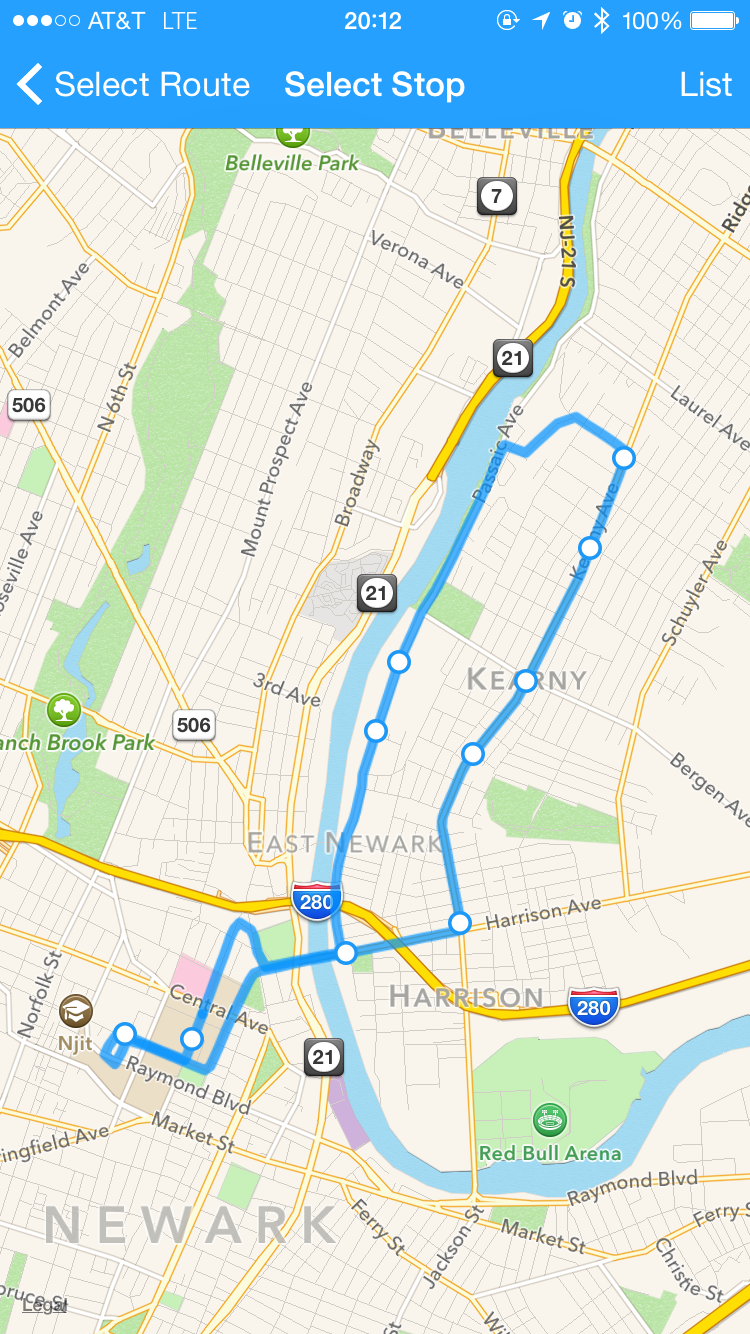 AT&T LTE 20:12 100%
Select Route Select Stop List
BELLEVILLE
Belleville Park
7
Ridg
NJ-21 S
Verona Ave
Belmont Ave
21
N 6th St
506
Laurel Ave
Mount Prospect Ave
Passaic Ave
Broadway
Kearny Ave
oseville Ave
Schuyler Ave
21
KEARNY
3rd Ave
506
anch Brook Park
Bergen Ave
EAST NEWARK
280
Harrison Ave
Norfolk St
HARRISON
280
Central Ave
Njit
21
Raymond Blvd
Market St
ringfield Ave
Red Bull Arena
Raymond Blvd
NEWARK
Ferry St
Jackson St
Market St
Ferry S
Christie St
pruce St
Legal
St
Wi